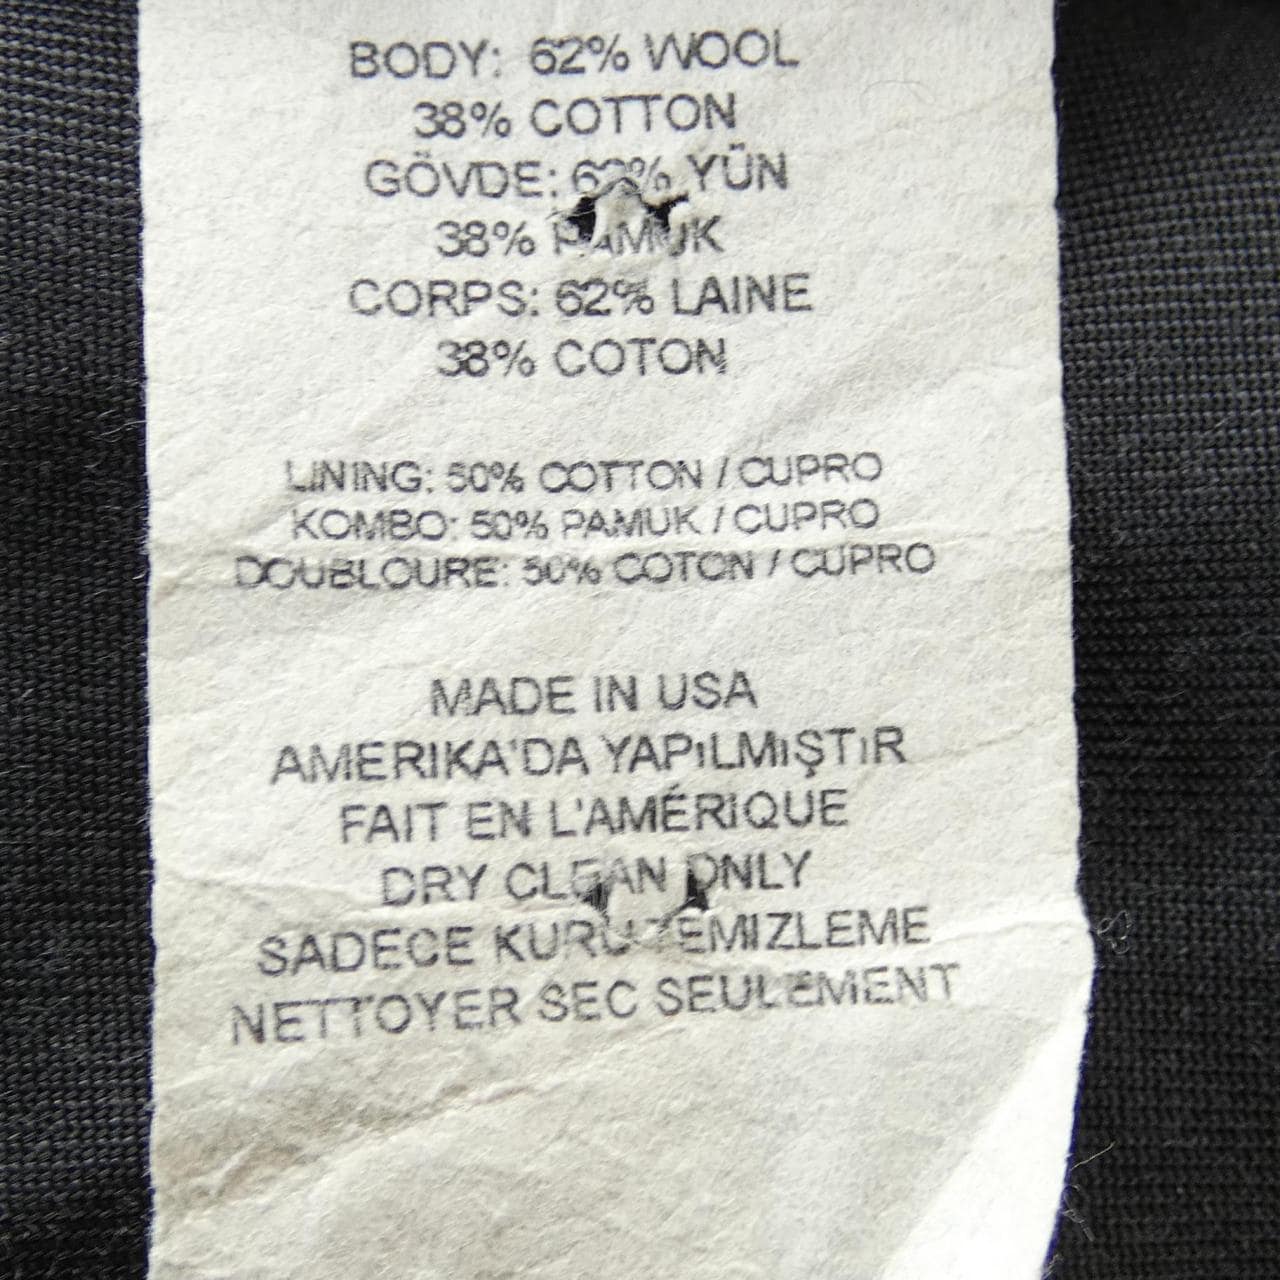 BODY: 62% WOOL
38% COTTON
GÖVDE: 62% YÜN
38% PAMUK
CORPS: 62% LAINE
38% COTON
LINING: 50% COTTON / CUPRO
KOMBO: 50% PAMUK / CUPRO
DOUBLOURE: 50% COTON / CUPRO
MADE IN USA
AMERIKA'DA YAPıLMıŞTıR
FAIT EN L'AMÉRIQUE
DRY CLEAN ONLY
SADECE KURU TEMIZLEME
NETTOYER SEC SEULEMENT